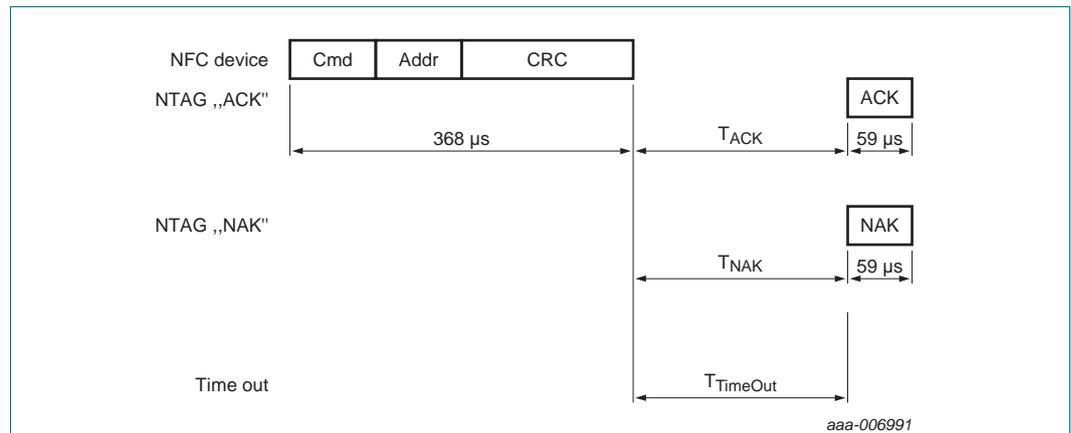 NFC device Cmd Addr CRC
NTAG ,,ACK" ACK
368 µs TACK 59 µs
NTAG ,,NAK" NAK
TNAK 59 µs
Time out TTimeOut
aaa-006991